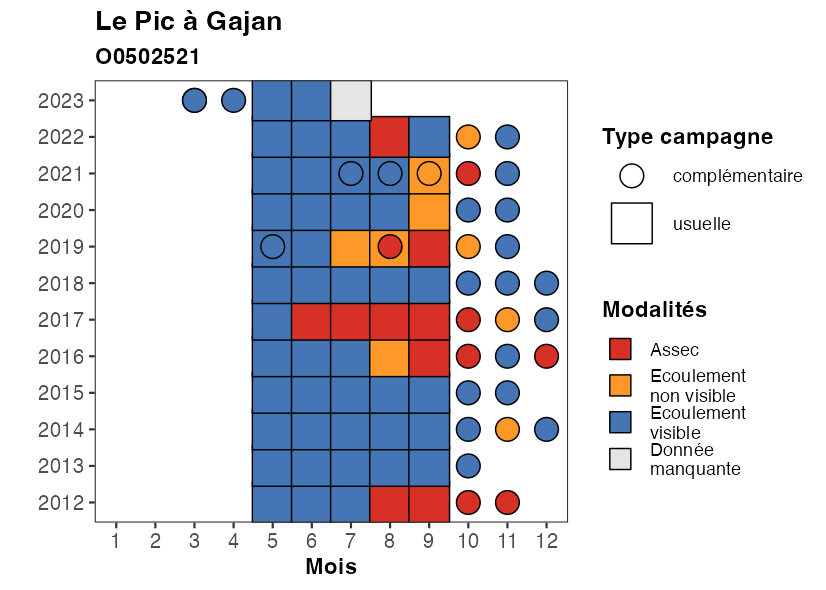 Le Pic à Gajan
O0502521
2023
2022
2021
2020
2019
2018
2017
2016
2015
2014
2013
2012
1 2 3 4 5 6 7 8 9 10 11 12
Mois
Type campagne
complémentaire
usuelle
Modalités
Assec
Ecoulement
non visible
Ecoulement
visible
Donnée
manquante